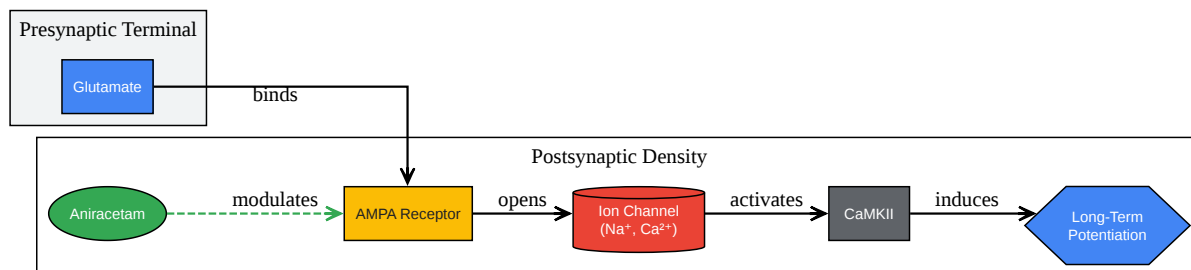 Presynaptic Terminal
Glutamate
binds
Postsynaptic Density
Aniracetam
modulates
AMPA Receptor
opens
Ion Channel
(Na⁺, Ca²⁺)
activates
CaMKII
induces
Long-Term
Potentiation